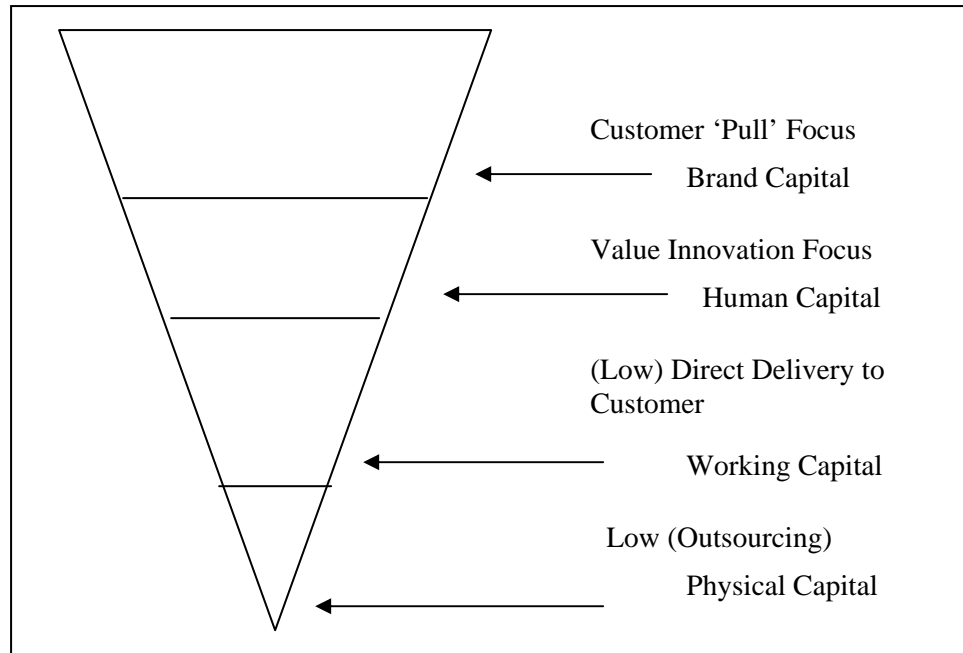 Customer ‘Pull’ Focus
Brand Capital
Value Innovation Focus
Human Capital
(Low) Direct Delivery to
Customer
Working Capital
Low (Outsourcing)
Physical Capital